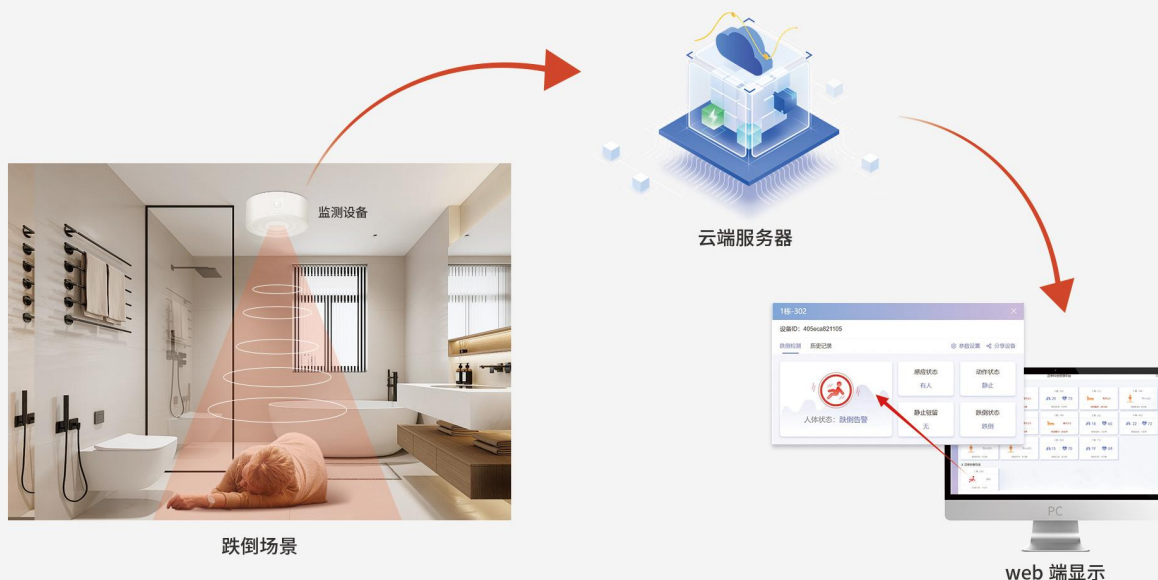 监测设备
云端服务器
1栋-302
设备ID：405eca821105
跌倒检测 历史记录 参数设置 分享设备
感应状态
有人
动作状态
静止
人体状态：跌倒告警
静止驻留
无
跌倒状态
跌倒
PC
跌倒场景
web 端显示